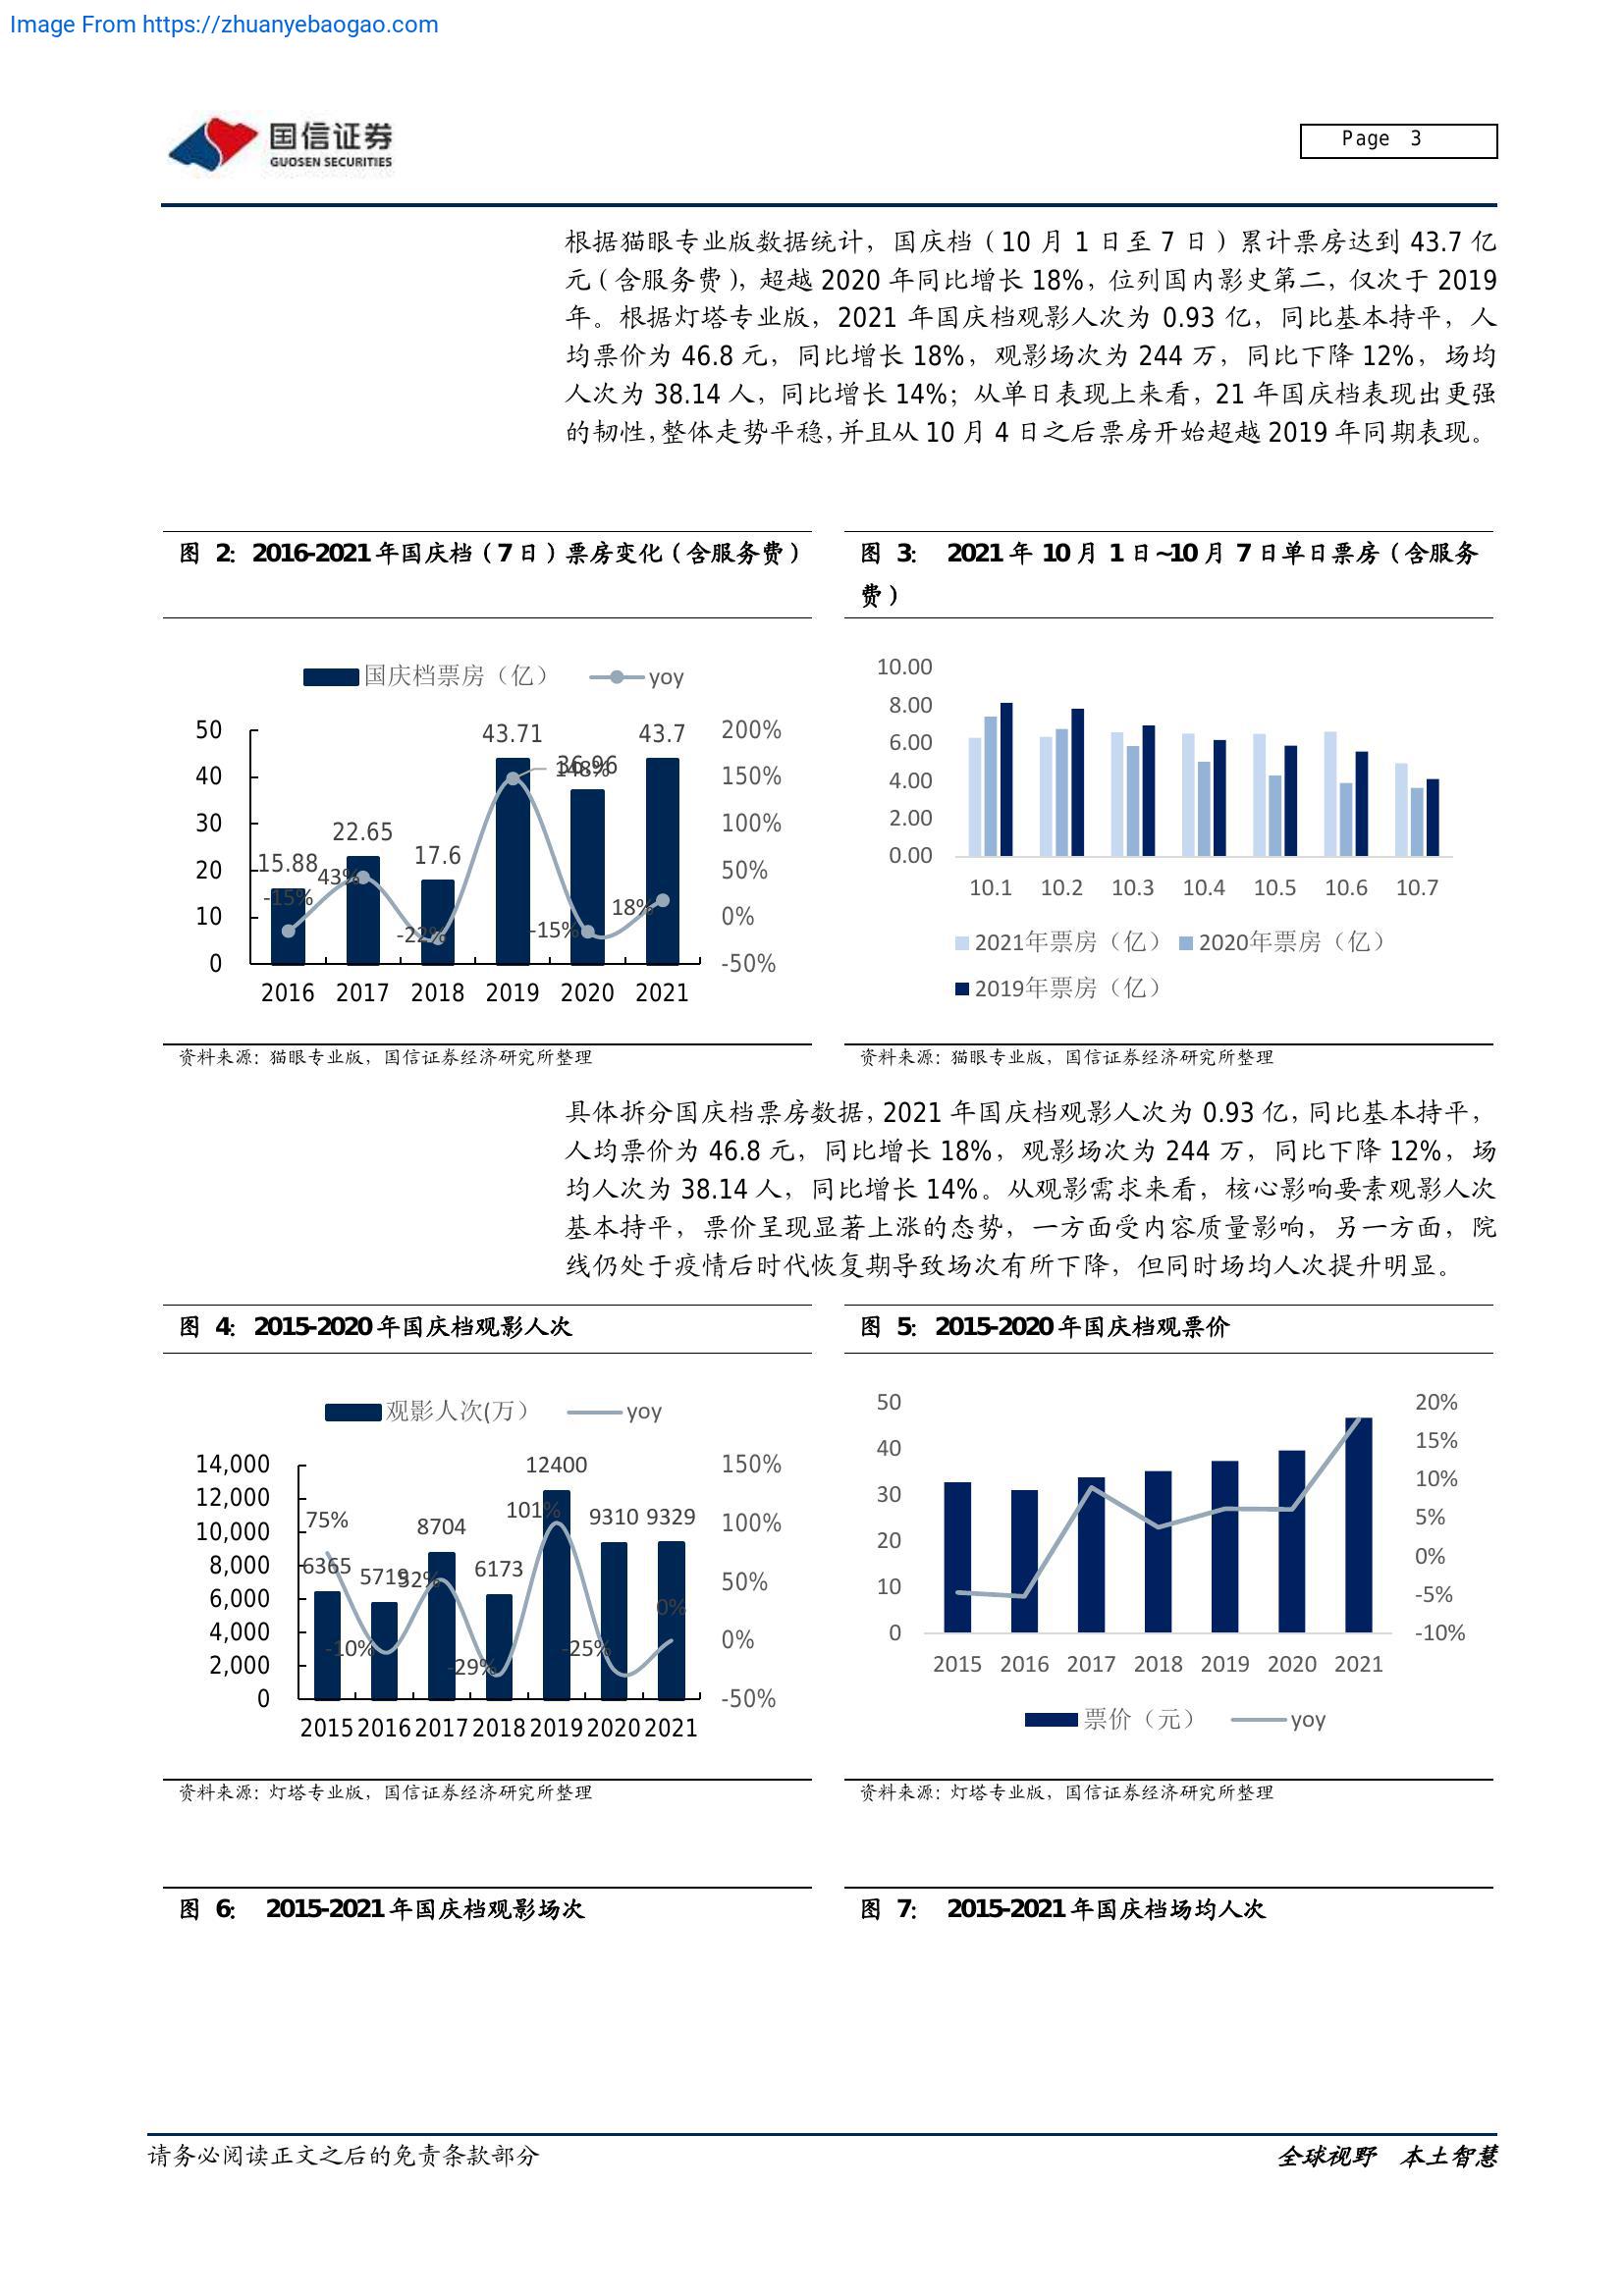 Image From https://zhuanyebaogao.com
国信证券
GUOSEN SECURITIES
Page 3
根据猫眼专业版数据统计，国庆档（10 月 1 日至 7 日）累计票房达到 43.7 亿
元（含服务费），超越 2020 年同比增长 18%，位列国内影史第二，仅次于 2019
年。根据灯塔专业版，2021 年国庆档观影人次为 0.93 亿，同比基本持平，人
均票价为 46.8 元，同比增长 18%，观影场次为 244 万，同比下降 12%，场均
人次为 38.14 人，同比增长 14%；从单日表现上来看，21 年国庆档表现出更强
的韧性，整体走势平稳，并且从 10 月 4 日之后票房开始超越 2019 年同期表现。
图 2：2016-2021 年国庆档（7 日）票房变化（含服务费）
国庆档票房（亿） yoy
50 43.71 43.7 200%
40 36.96 148% 150%
30 22.65 100%
20 15.88 17.6 43% 50%
10 -15% -22% -15% 18% 0%
0 -50%
2016 2017 2018 2019 2020 2021
资料来源：猫眼专业版，国信证券经济研究所整理
图 3： 2021 年 10 月 1 日~10 月 7 日单日票房（含服务
费）
10.00
8.00
6.00
4.00
2.00
0.00
10.1 10.2 10.3 10.4 10.5 10.6 10.7
2021年票房（亿） 2020年票房（亿）
2019年票房（亿）
资料来源：猫眼专业版，国信证券经济研究所整理
具体拆分国庆档票房数据，2021 年国庆档观影人次为 0.93 亿，同比基本持平，
人均票价为 46.8 元，同比增长 18%，观影场次为 244 万，同比下降 12%，场
均人次为 38.14 人，同比增长 14%。从观影需求来看，核心影响要素观影人次
基本持平，票价呈现显著上涨的态势，一方面受内容质量影响，另一方面，院
线仍处于疫情后时代恢复期导致场次有所下降，但同时场均人次提升明显。
图 4：2015-2020 年国庆档观影人次
观影人次(万） yoy
14,000 12400 150%
12,000 75% 101% 9310 9329
10,000 8704 100%
8,000 6365 6173
6,000 5719 52% 50%
4,000 -10% -25% 0% 0%
2,000 -29%
0 -50%
2015 2016 2017 2018 2019 2020 2021
资料来源：灯塔专业版，国信证券经济研究所整理
图 5：2015-2020 年国庆档观票价
50 20%
40 15%
30 10%
20 5%
10 0%
0 -5%
-10%
2015 2016 2017 2018 2019 2020 2021
票价（元） yoy
资料来源：灯塔专业版，国信证券经济研究所整理
图 6： 2015-2021 年国庆档观影场次
图 7： 2015-2021 年国庆档场均人次
请务必阅读正文之后的免责条款部分
全球视野 本土智慧